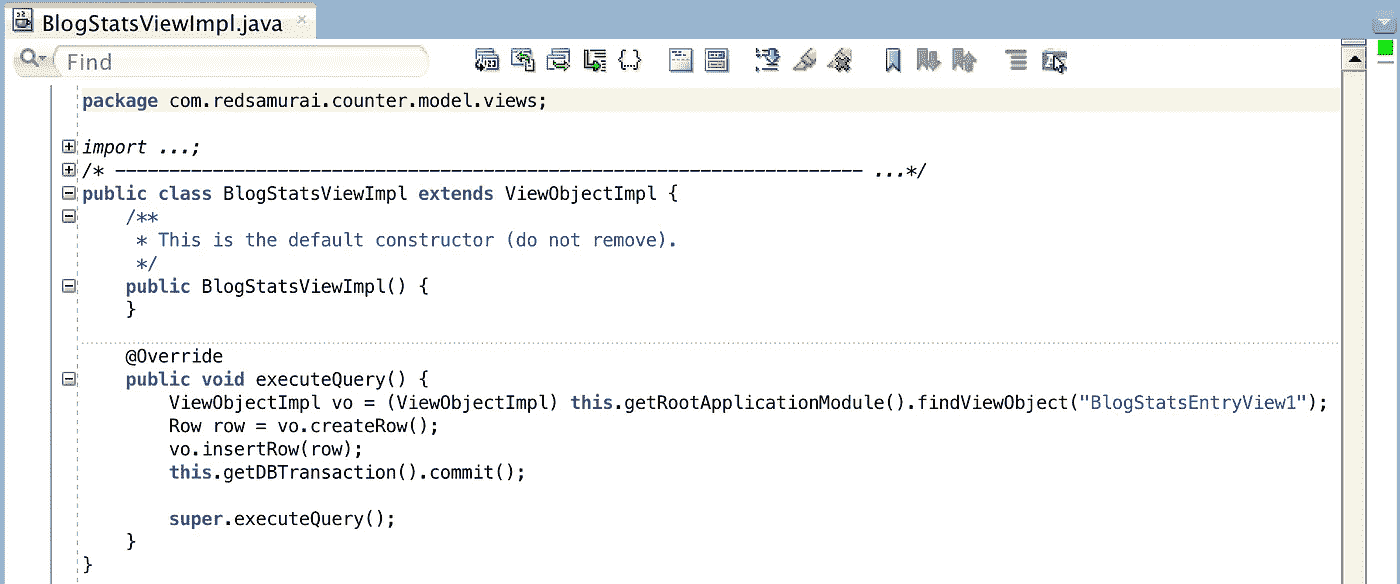 BlogStatsViewImpl.java
Find
package com.redsamurai.counter.model.views;
import ...;
/* --------------------------------------------------------------------- ...*/
public class BlogStatsViewImpl extends ViewObjectImpl {
/**
* This is the default constructor (do not remove).
*/
public BlogStatsViewImpl() {
}
@Override
public void executeQuery() {
ViewObjectImpl vo = (ViewObjectImpl) this.getRootApplicationModule().findViewObject("BlogStatsEntryView1");
Row row = vo.createRow();
vo.insertRow(row);
this.getDBTransaction().commit();
super.executeQuery();
}
}